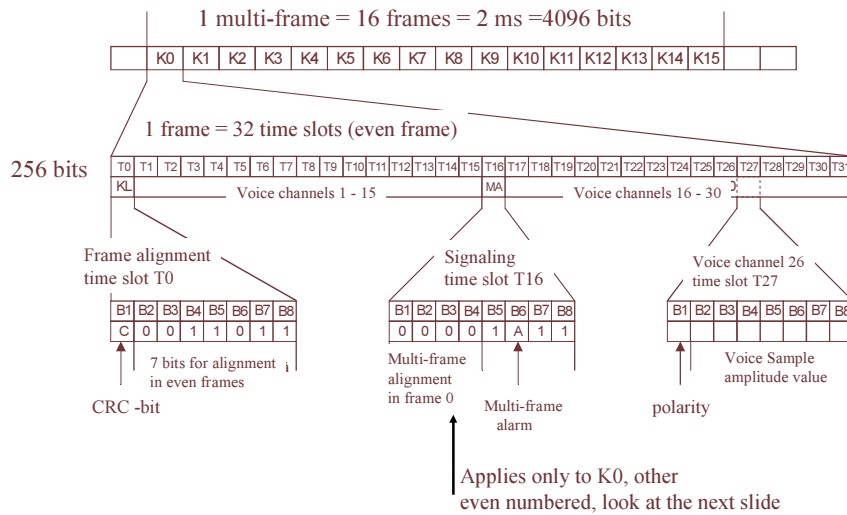 1 multi-frame = 16 frames = 2 ms =4096 bits
K0 K1 K2 K3 K4 K5 K6 K7 K8 K9 K10 K11 K12 K13 K14 K15
1 frame = 32 time slots (even frame)
256 bits
T0 T1 T2 T3 T4 T5 T6 T7 T8 T9 T10 T11 T12 T13 T14 T15 T16 T17 T18 T19 T20 T21 T22 T23 T24 T25 T26 T27 T28 T29 T30 T31
KL Voice channels 1 - 15 MA Voice channels 16 - 30
Frame alignment
time slot T0
Signaling
time slot T16
Voice channel 26
time slot T27
B1 B2 B3 B4 B5 B6 B7 B8
C 0 0 1 1 0 1 1
B1 B2 B3 B4 B5 B6 B7 B8
0 0 0 0 1 A 1 1
B1 B2 B3 B4 B5 B6 B7 B8
7 bits for alignment
in even frames
CRC -bit
Multi-frame
alignment
in frame 0
Multi-frame
alarm
Voice Sample
amplitude value
polarity
Applies only to K0, other
even numbered, look at the next slide